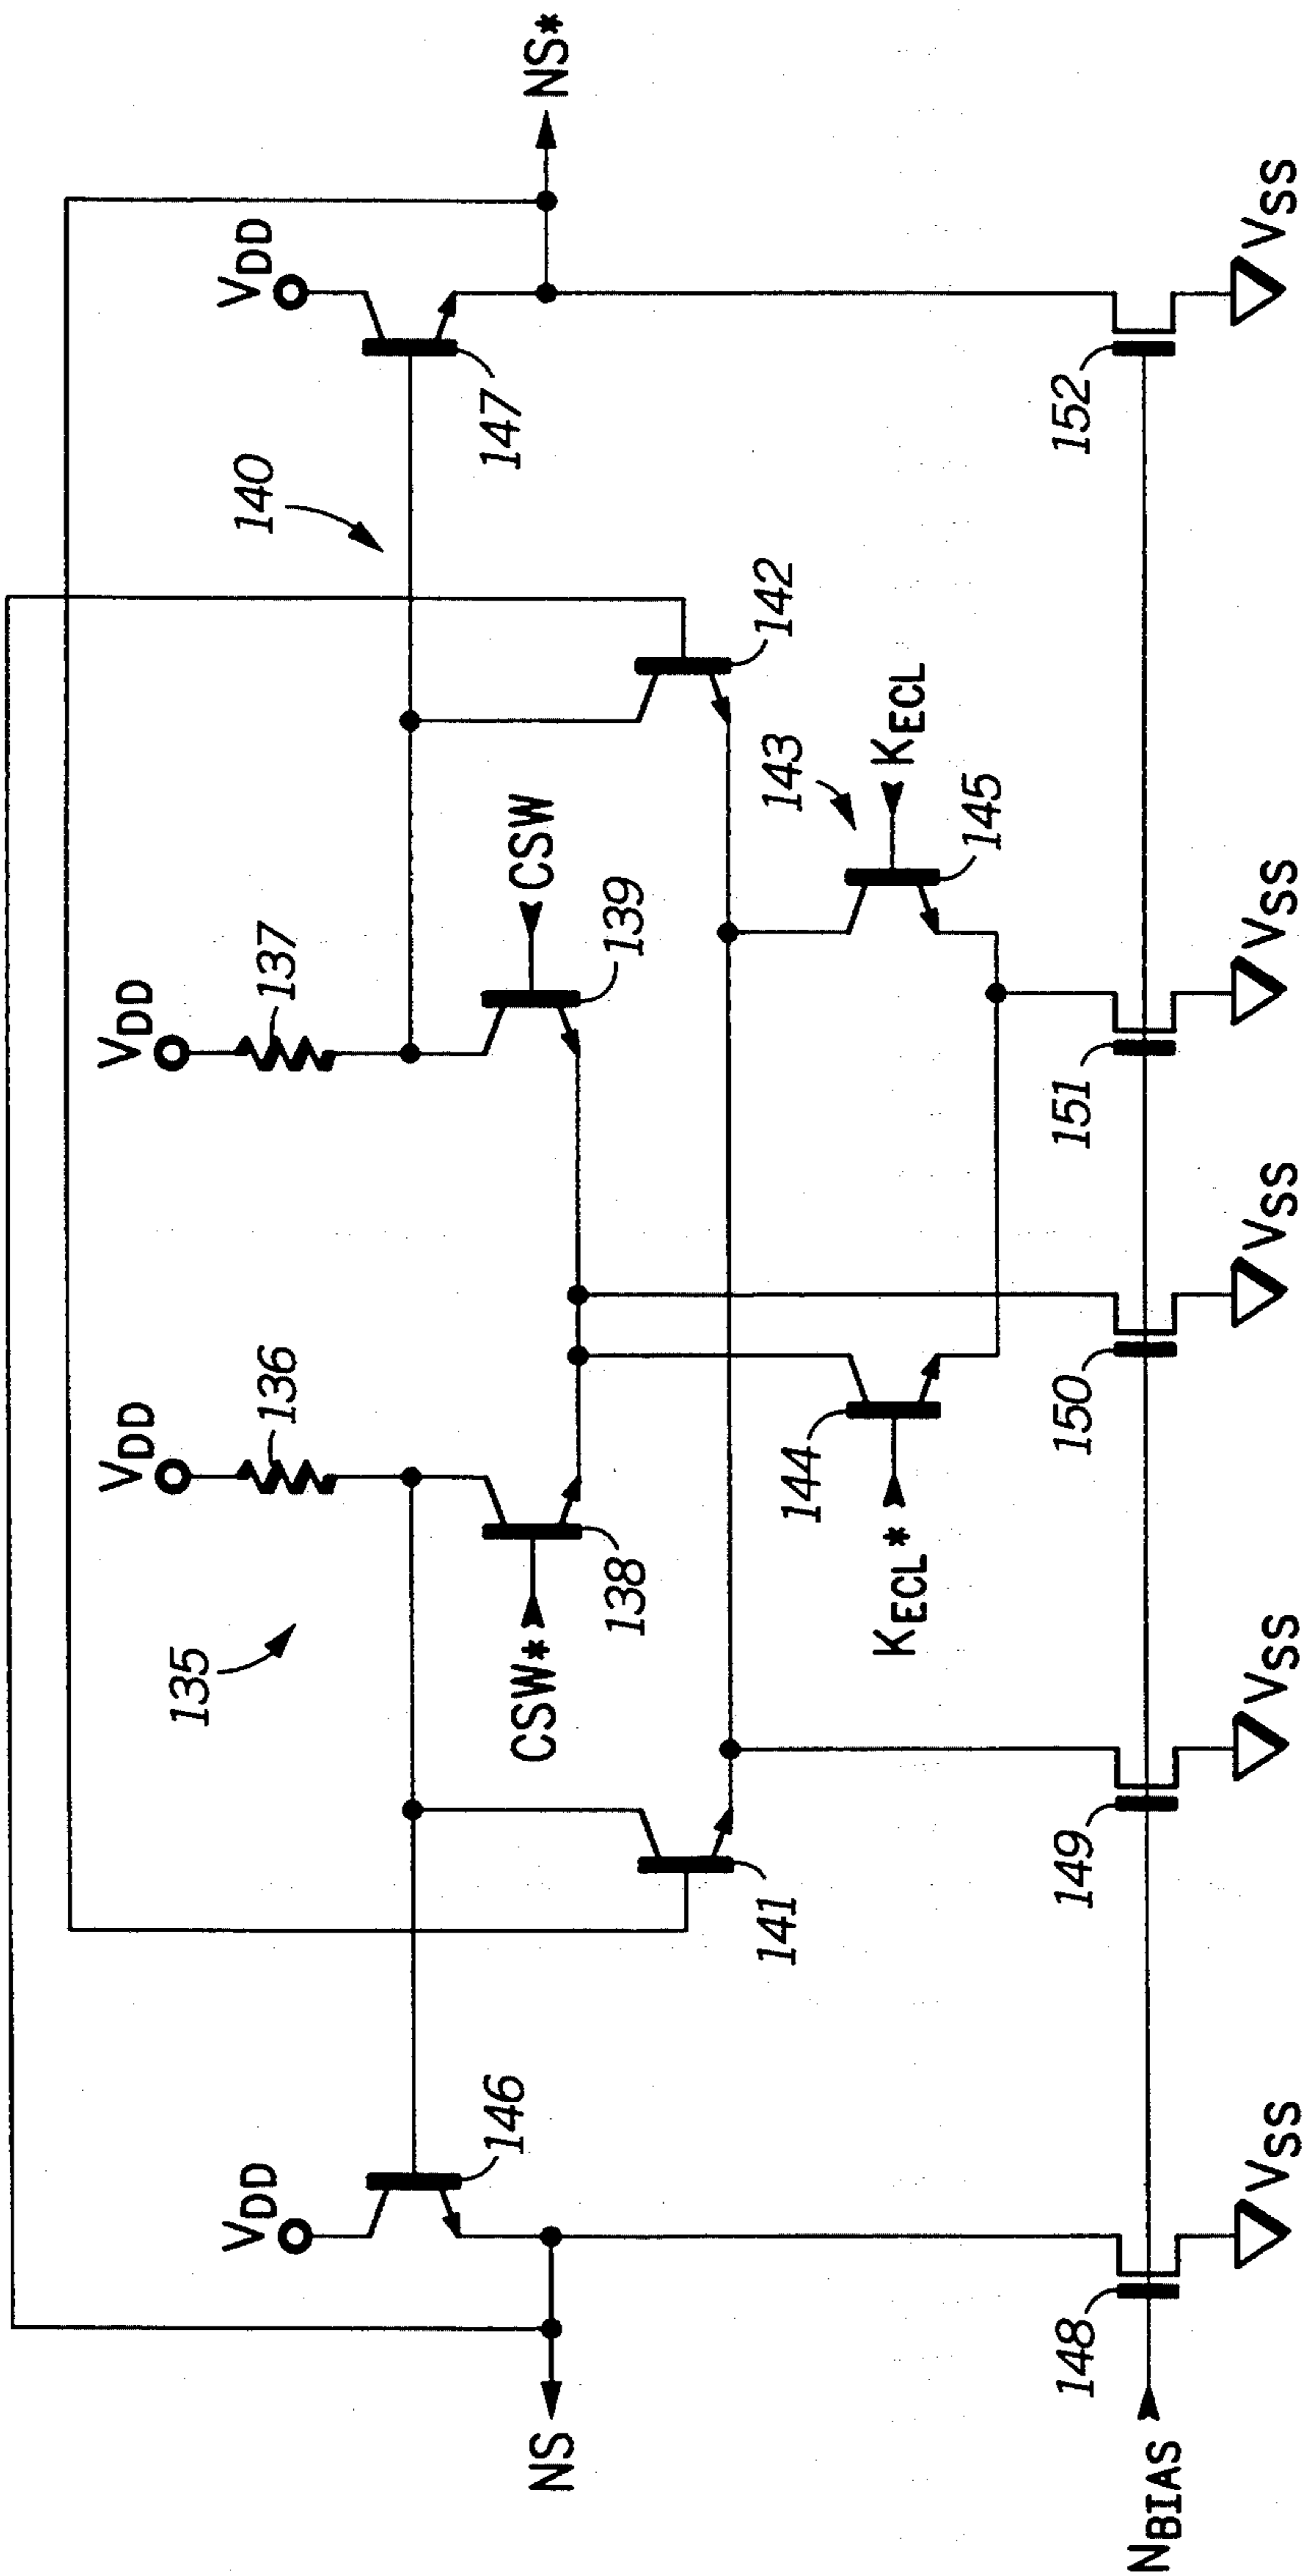 VDD
136
VDD
137
140
VDD
135
VDD
146
CSW*
138
139
CSW
147
NS
NS*
141
142
143
KECL* 144
145
KECL
NBIAS
148
149
150
151
152
VSS
VSS
VSS
VSS
VSS